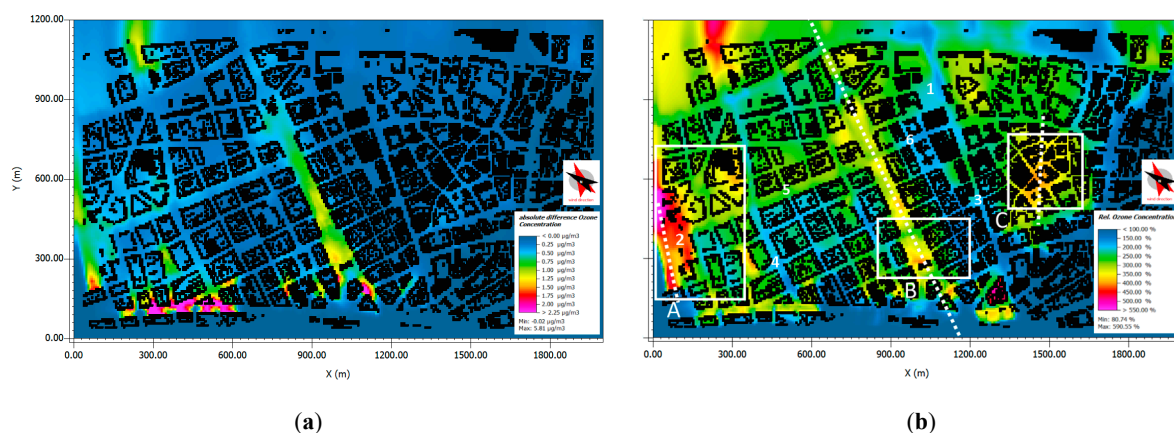 1200.00
900.00
600.00
300.00
0.00
Y (m)
0.00 300.00 600.00 900.00 1200.00 1500.00 1800.00
X (m)
wind direction
absolute difference Ozone
Concentration
< 0.00 µg/m3
0.25 µg/m3
0.50 µg/m3
0.75 µg/m3
1.00 µg/m3
1.25 µg/m3
1.50 µg/m3
1.75 µg/m3
2.00 µg/m3
> 2.25 µg/m3
Min: -0.02 µg/m3
Max: 5.81 µg/m3
(a)
1200.00
900.00
600.00
300.00
0.00
0.00 300.00 600.00 900.00 1200.00 1500.00 1800.00
X (m)
1
6
5
3
C
2
4
B
A
wind direction
Rel. Ozone Concentration
< 100.00 %
150.00 %
200.00 %
250.00 %
300.00 %
350.00 %
400.00 %
450.00 %
500.00 %
> 550.00 %
Min: 80.74 %
Max: 590.55 %
(b)